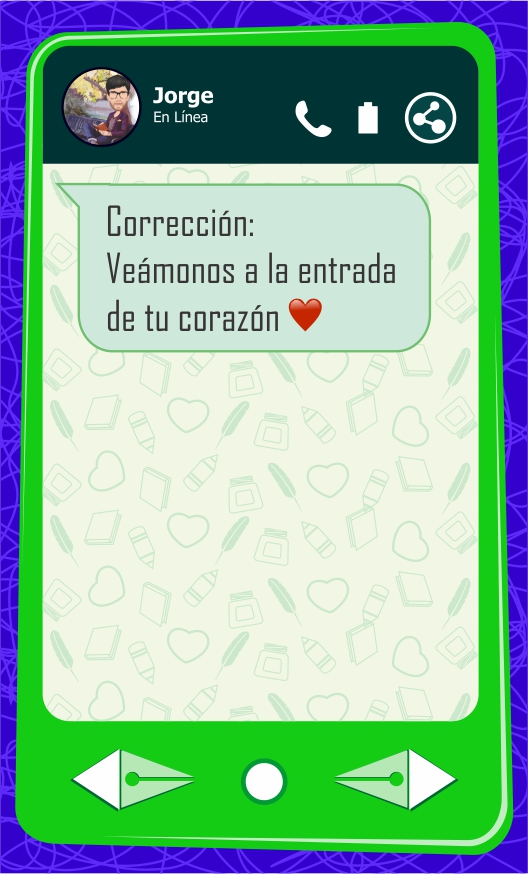 Jorge
En Línea
Corrección:
Veámonos a la entrada
de tu corazón ❤️